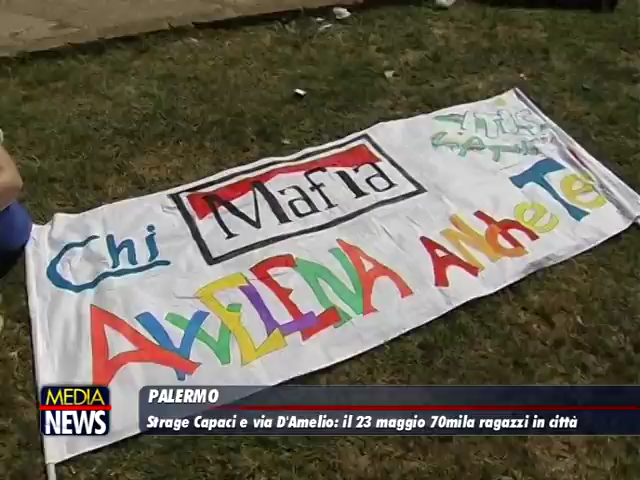 Chi Mafia
AVVELENA ANche Te
MEDIA
NEWS
PALERMO
Strage Capaci e via D'Amelio: il 23 maggio 70mila ragazzi in città